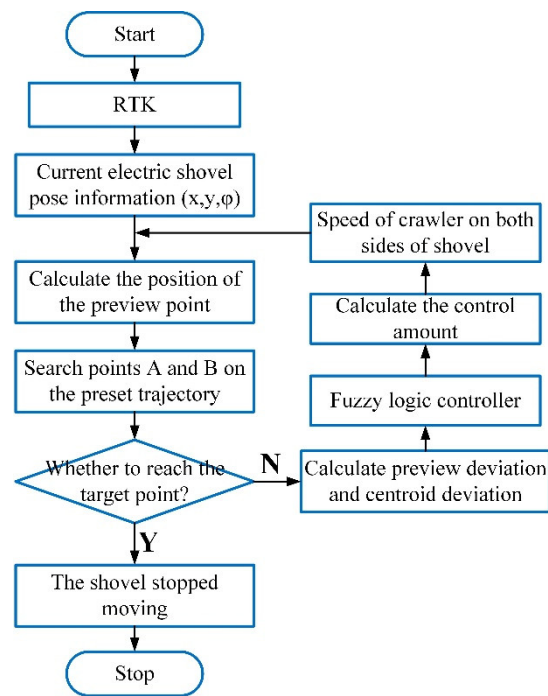 Start
RTK
Current electric shovel
pose information (x,y,φ)
Calculate the position of
the preview point
Search points A and B on
the preset trajectory
Whether to reach the
target point?
N
Y
The shovel stopped
moving
Stop
Speed of crawler on both
sides of shovel
Calculate the control
amount
Fuzzy logic controller
Calculate preview deviation
and centroid deviation